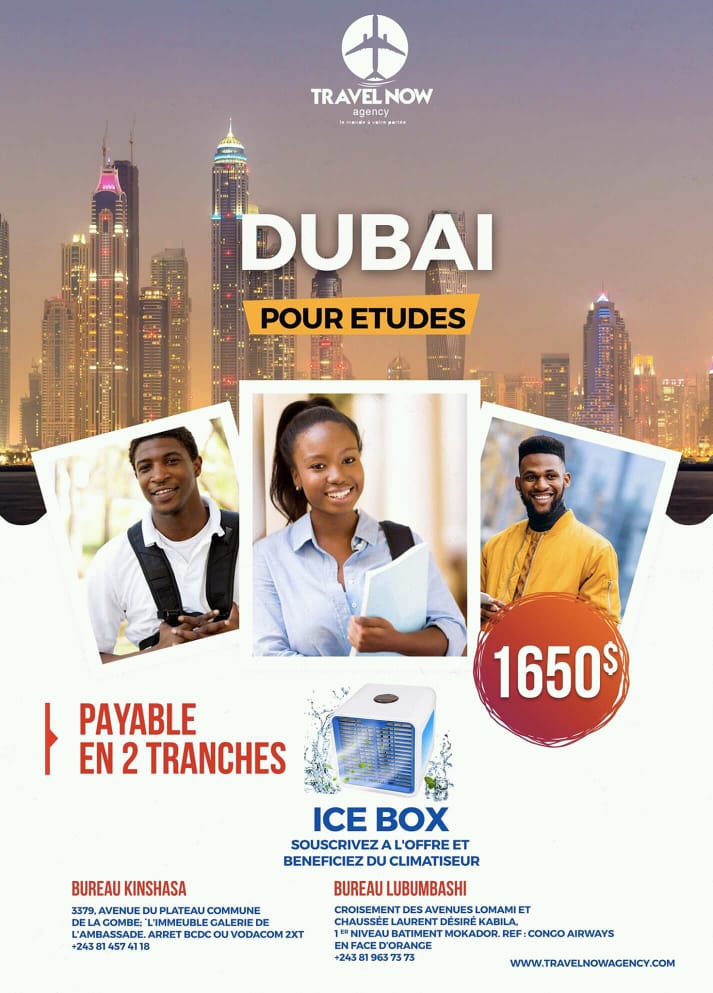 TRAVEL NOW
agency
le monde à votre portée
DUBAI
POUR ETUDES
1650$
PAYABLE
EN 2 TRANCHES
ICE BOX
SOUSCRIVEZ A L'OFFRE ET
BENEFICIEZ DU CLIMATISEUR
BUREAU KINSHASA
3379, AVENUE DU PLATEAU COMMUNE
DE LA GOMBE; `L'IMMEUBLE GALERIE DE
L'AMBASSADE. ARRET BCDC OU VODACOM 2XT
+243 81 457 41 18
BUREAU LUBUMBASHI
CROISEMENT DES AVENUES LOMAMI ET
CHAUSSÉE LAURENT DÉSIRÉ KABILA,
1 ER NIVEAU BATIMENT MOKADOR. REF : CONGO AIRWAYS
EN FACE D'ORANGE
+243 81 963 73 73
WWW.TRAVELNOWAGENCY.COM